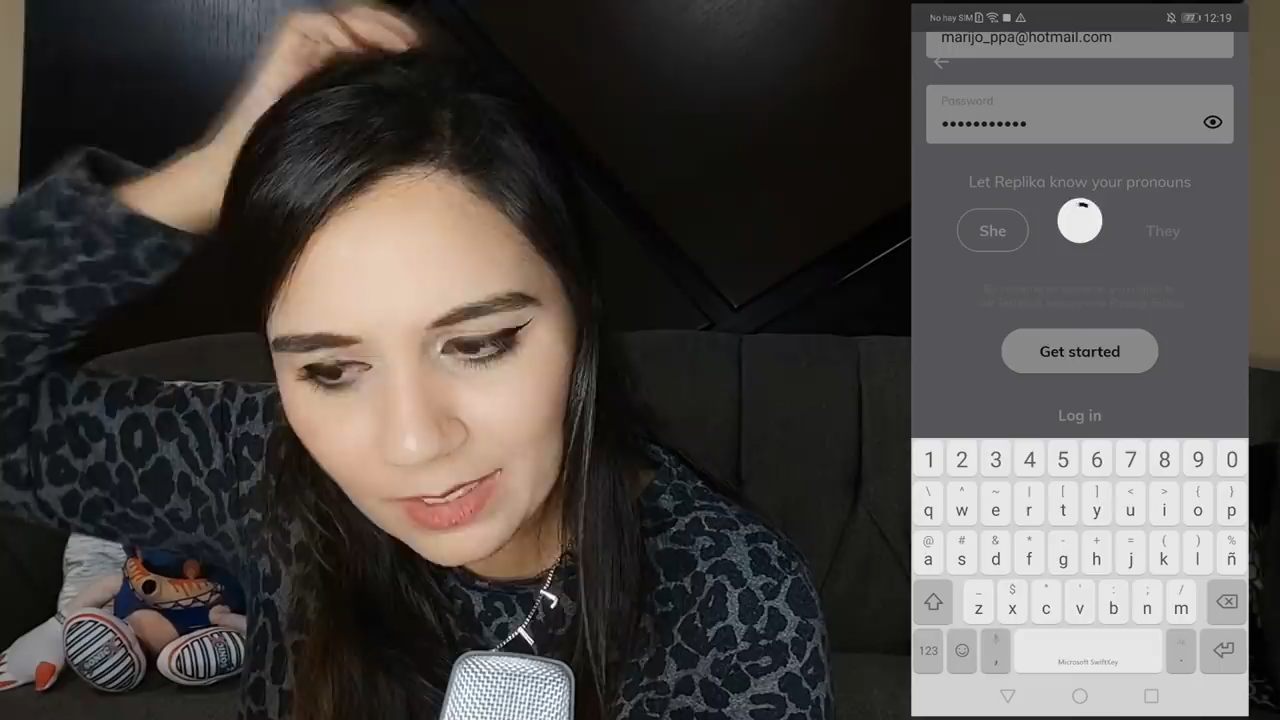 No hay SIM
77
12:19
marijo_ppa@hotmail.com
Password
•••••••••••
Let Replika know your pronouns
She
They
Get started
Log in
1 2 3 4 5 6 7 8 9 0
\ ^ ~ | [ ] < > { }
q w e r t y u i o p
@ # & * - + = ( ) %
a s d f g h j k l ñ
_ $ " ' : ; /
z x c v b n m
123 , .
Microsoft SwiftKey